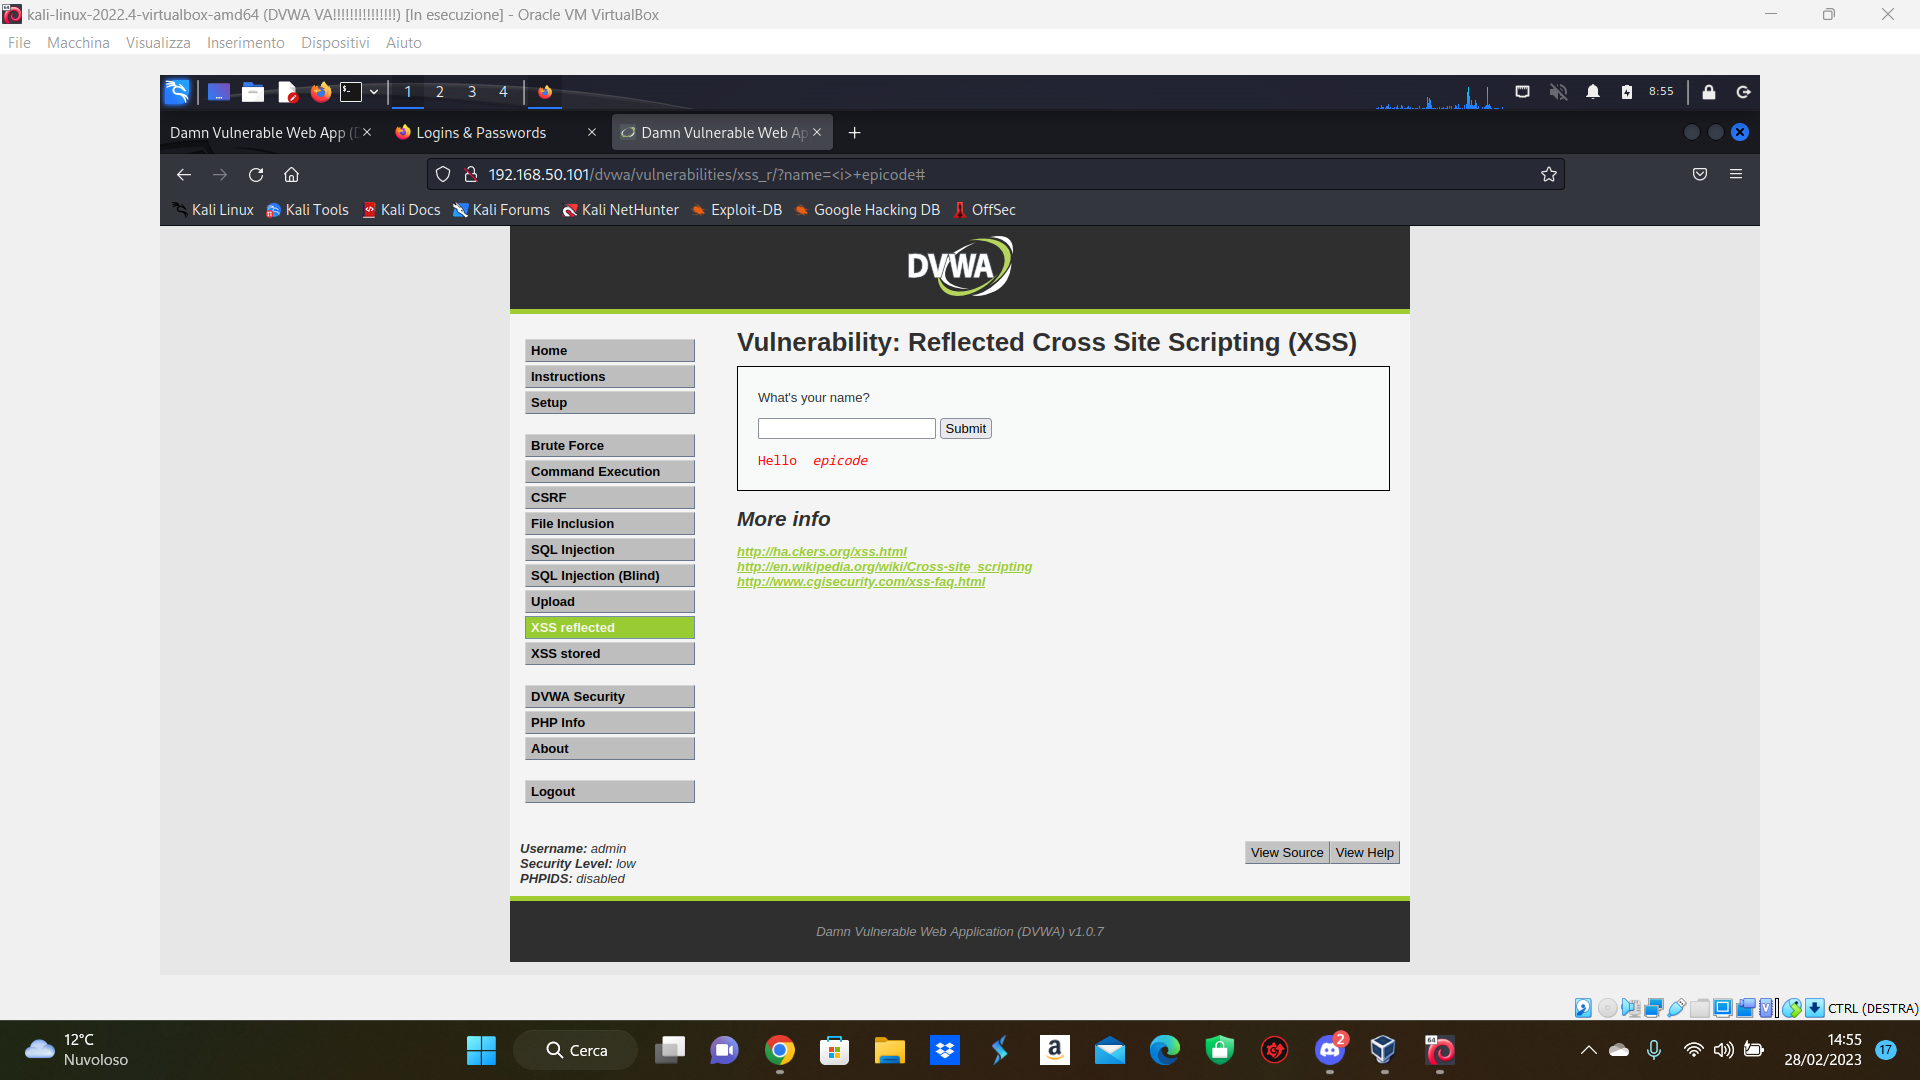 kali-linux-2022.4-virtualbox-amd64 (DVWA VA!!!!!!!!!!!!!!!) [In esecuzione] - Oracle VM VirtualBox
File Macchina Visualizza Inserimento Dispositivi Aiuto
1 2 3 4 8:55
Damn Vulnerable Web App (D Logins & Passwords Damn Vulnerable Web Ap
192.168.50.101/dvwa/vulnerabilities/xss_r/?name=<i>+epicode#
Kali Linux Kali Tools Kali Docs Kali Forums Kali NetHunter Exploit-DB Google Hacking DB OffSec
DVWA
Vulnerability: Reflected Cross Site Scripting (XSS)
Home
Instructions
Setup
Brute Force
Command Execution
CSRF
File Inclusion
SQL Injection
SQL Injection (Blind)
Upload
XSS reflected
XSS stored
DVWA Security
PHP Info
About
Logout
What's your name?
Submit
Hello epicode
More info
http://ha.ckers.org/xss.html
http://en.wikipedia.org/wiki/Cross-site_scripting
http://www.cgisecurity.com/xss-faq.html
Username: admin
Security Level: low
PHPIDS: disabled
View Source View Help
Damn Vulnerable Web Application (DVWA) v1.0.7
CTRL (DESTRA)
12°C
Nuvoloso
Cerca
2
64
14:55
28/02/2023
17